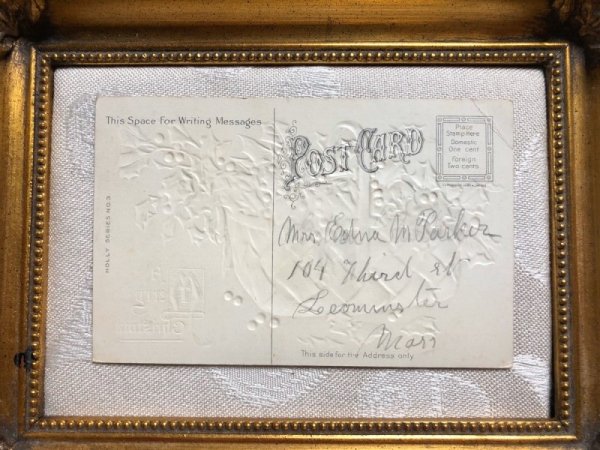 This Space for Writing Messages
POST CARD
Place
Stamp Here
Domestic
One cent
Foreign
Two cents
HOLLY SERIES NO.3
Mrs Edna M Parker
104 Third st
Leominster
Mass
This side for the Address only.